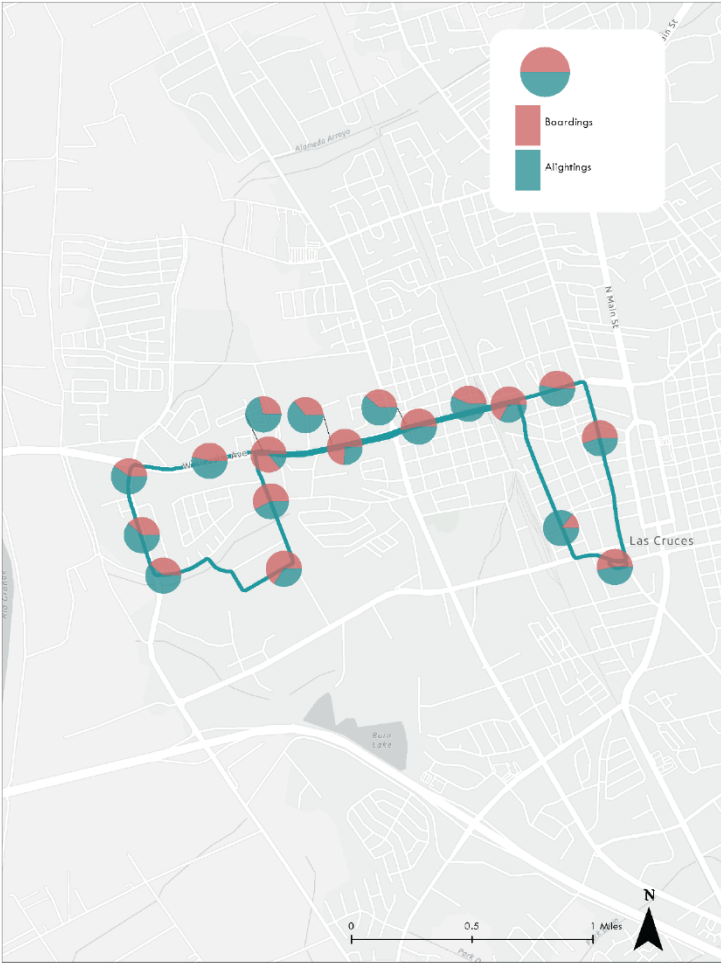 Boardings
Alightings
Alameda Arroyo
N Main St
Las Cruces
Burn
Lake
N
0
0.5
1 Miles